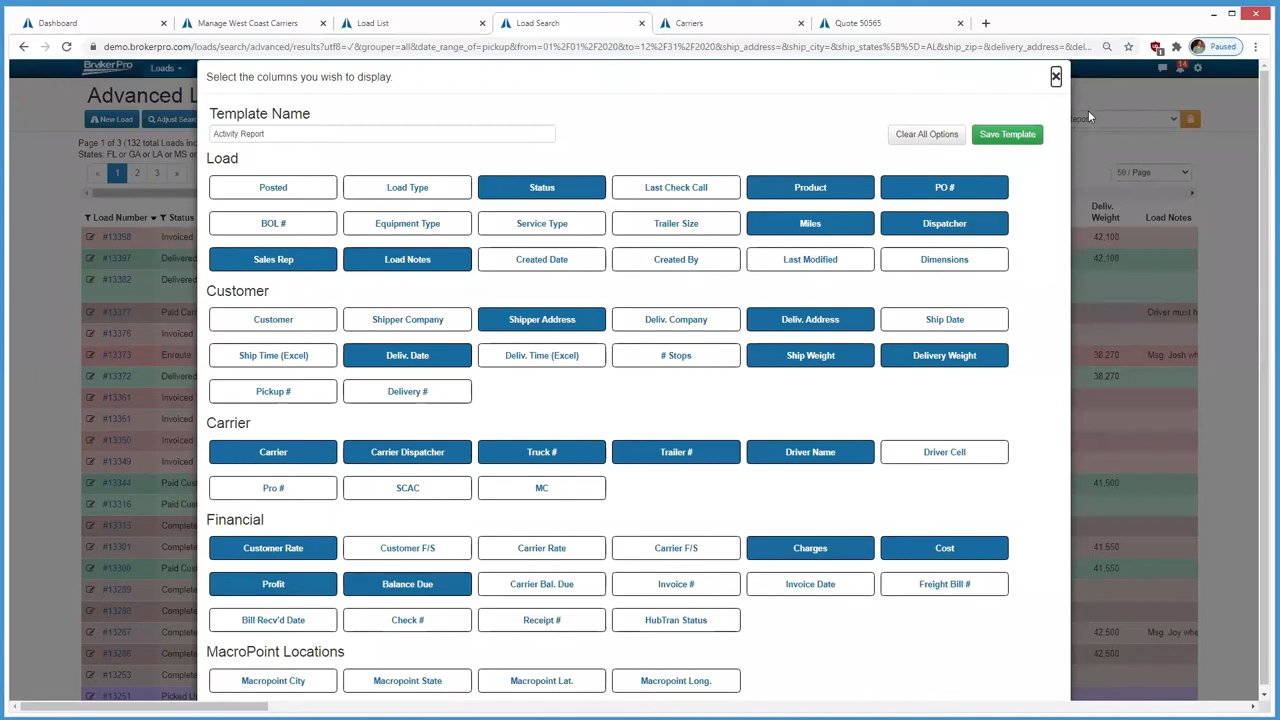 Dashboard
Manage West Coast Carriers
Load List
Load Search
Carriers
Quote 50565
demo.brokerpro.com/loads/search/advanced/results?utf8=✓&grouper=all&date_range_of=pickup&from=01%2F01%2F2020&to=12%2F31%2F2020&ship_address=&ship_city=&ship_states%5B%5D=AL&ship_zip=&delivery_address=&del...
Paused
BrokerPro
Loads
14
Select the columns you wish to display.
Advanced L
Template Name
New Load
Adjust Sear
Activity Report
Clear All Options
Save Template
Page 1 of 3 (132 total Loads inc
States: FL or GA or LA or MS or
Load
« 1 2 3 »
50 / Page
Posted
Load Type
Status
Last Check Call
Product
PO #
BOL #
Equipment Type
Service Type
Trailer Size
Miles
Dispatcher
Sales Rep
Load Notes
Created Date
Created By
Last Modified
Dimensions
Customer
Customer
Shipper Company
Shipper Address
Deliv. Company
Deliv. Address
Ship Date
Ship Time (Excel)
Deliv. Date
Deliv. Time (Excel)
# Stops
Ship Weight
Delivery Weight
Pickup #
Delivery #
Carrier
Carrier
Carrier Dispatcher
Truck #
Trailer #
Driver Name
Driver Cell
Pro #
SCAC
MC
Financial
Customer Rate
Customer F/S
Carrier Rate
Carrier F/S
Charges
Cost
Profit
Balance Due
Carrier Bal. Due
Invoice #
Invoice Date
Freight Bill #
Bill Recv'd Date
Check #
Receipt #
HubTran Status
MacroPoint Locations
Macropoint City
Macropoint State
Macropoint Lat.
Macropoint Long.
Load Number
Status
#13398 Invoiced
#13397 Delivered
#13382 Delivered
#13377 Paid Carr
#13376 Invoiced
#13373 Enroute
#13372 Delivered
#13361 Invoiced
#13351 Invoiced
#13350 Invoiced
#13349 Invoiced
#13344 Paid Cust
#13316 Paid Cust
#13315 Complete
#13301 Complete
#13300 Paid Cust
#13289 Complete
#13288 Complete
#13287 Complete
#13286 Complete
#13253 Complete
#13251 Picked U
Deliv.
Weight
Load Notes
42,100
42,100
Driver must h
38,270 Msg. Josh wh
38,270
41,500
41,550
41,550
42,500 Msg. Joy whe
42,500